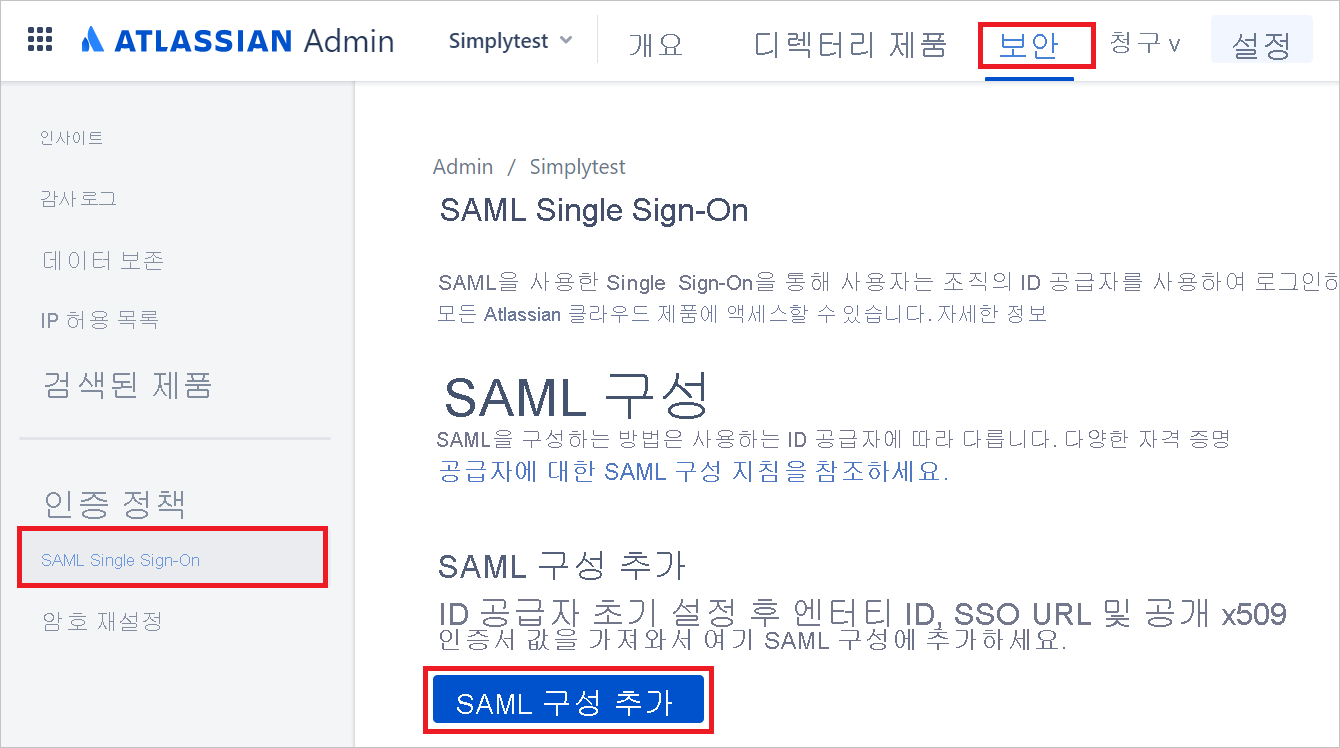 ATLASSIAN Admin Simplytest 개요 디렉터리 제품 보안 청구 v 설정
인사이트
감사 로그
데이터 보존
IP 허용 목록
검색된 제품
인증 정책
SAML Single Sign-On
암호 재설정
Admin / Simplytest
SAML Single Sign-On
SAML을 사용한 Single Sign-On을 통해 사용자는 조직의 ID 공급자를 사용하여 로그인하
모든 Atlassian 클라우드 제품에 액세스할 수 있습니다. 자세한 정보
SAML 구성
SAML을 구성하는 방법은 사용하는 ID 공급자에 따라 다릅니다. 다양한 자격 증명
공급자에 대한 SAML 구성 지침을 참조하세요.
SAML 구성 추가
ID 공급자 초기 설정 후 엔터티 ID, SSO URL 및 공개 x509
인증서 값을 가져와서 여기 SAML 구성에 추가하세요.
SAML 구성 추가